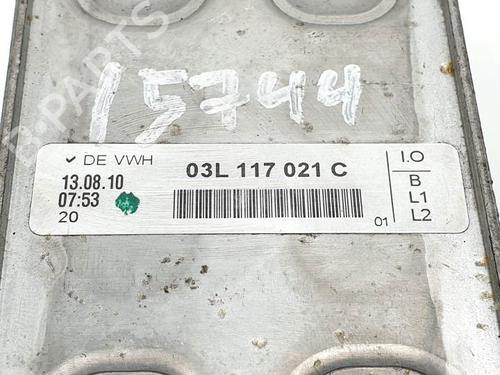 B-PARTS
15744
✓ DE VWH
13.08.10
07:53
20
03L 117 021 C
01
I.O
B
L1
L2